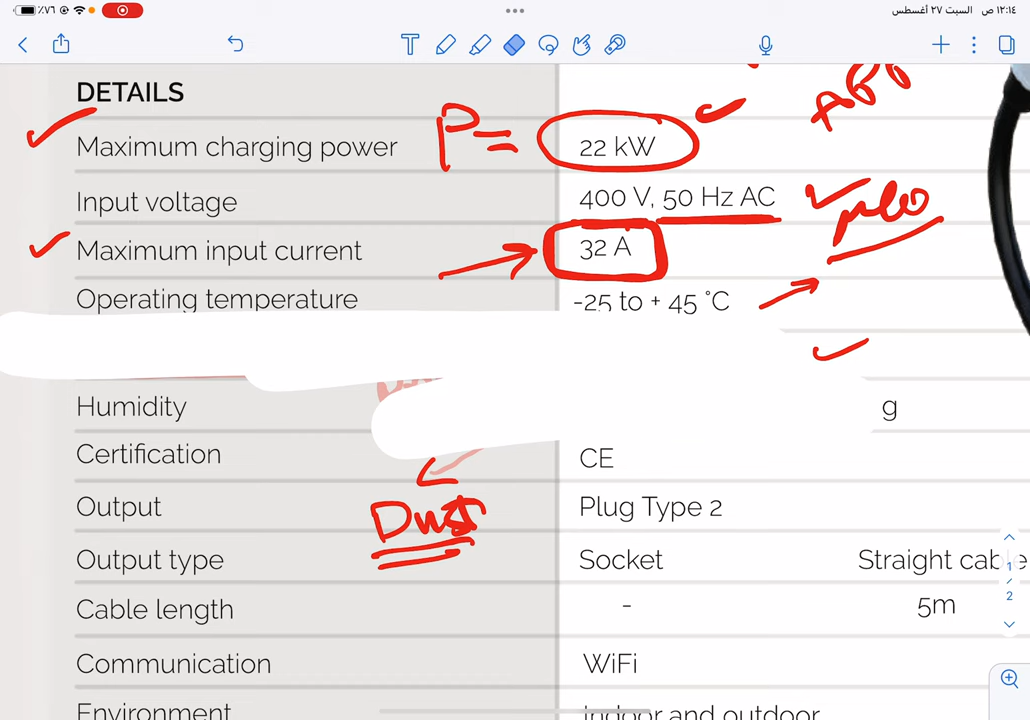 ٪٧٦ ١٢:١٤ ص السبت ٢٧ أغسطس
DETAILS
APP
Maximum charging power P= 22 kW
Input voltage 400 V, 50 Hz AC
Maximum input current 32 A
Operating temperature -25 to + 45 °C
Humidity g
Certification CE
Dust
Output Plug Type 2
Output type Socket Straight cable
Cable length - 5m
Communication WiFi
Environment indoor and outdoor
1
/
2